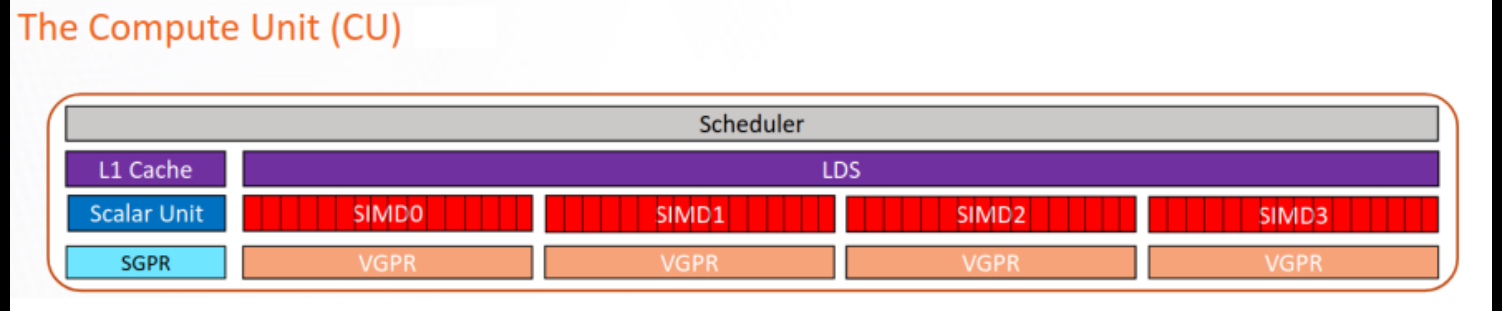 The Compute Unit (CU)
Scheduler
L1 Cache LDS
Scalar Unit SIMD0 SIMD1 SIMD2 SIMD3
SGPR VGPR VGPR VGPR VGPR